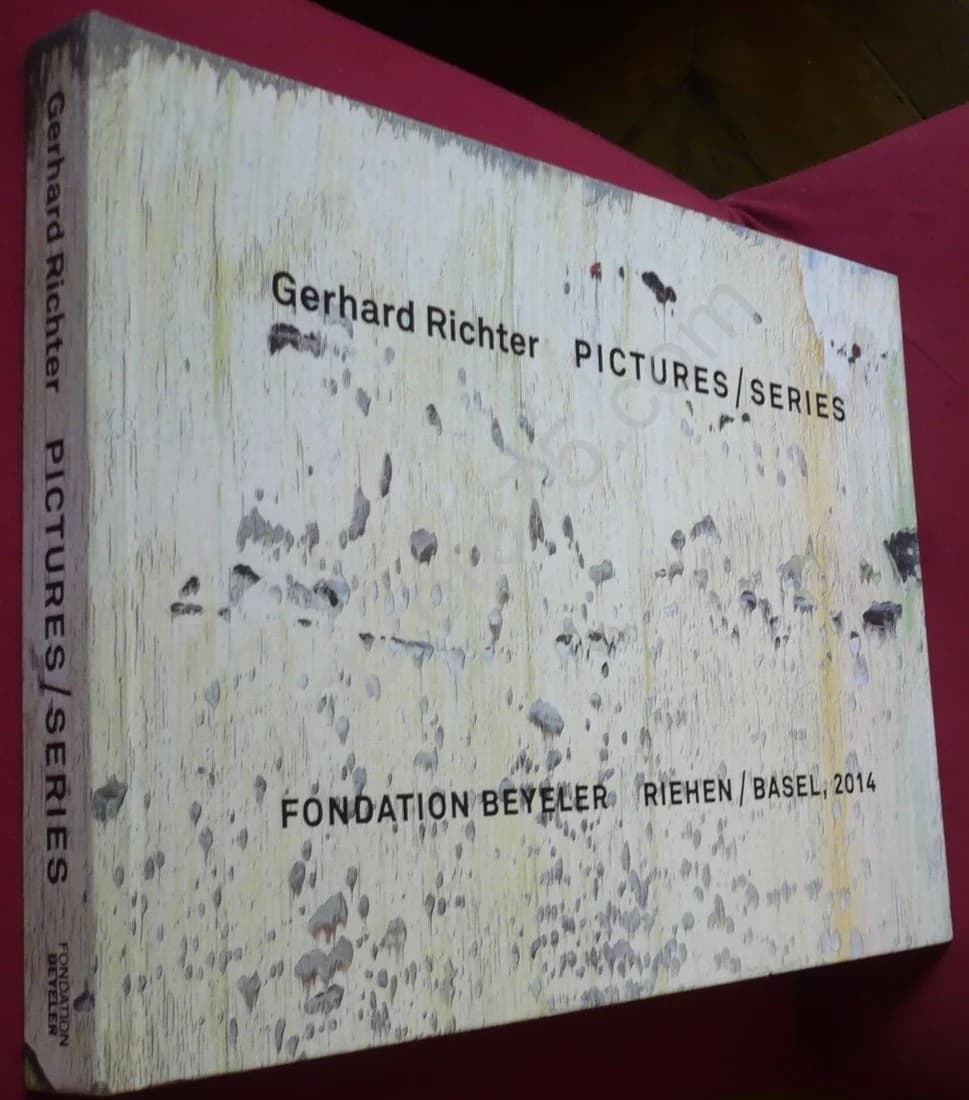 Gerhard Richter PICTURES/SERIES
FONDATION BEYELER RIEHEN/BASEL, 2014
Gerhard Richter PICTURES/SERIES
FONDATION
BEYELER